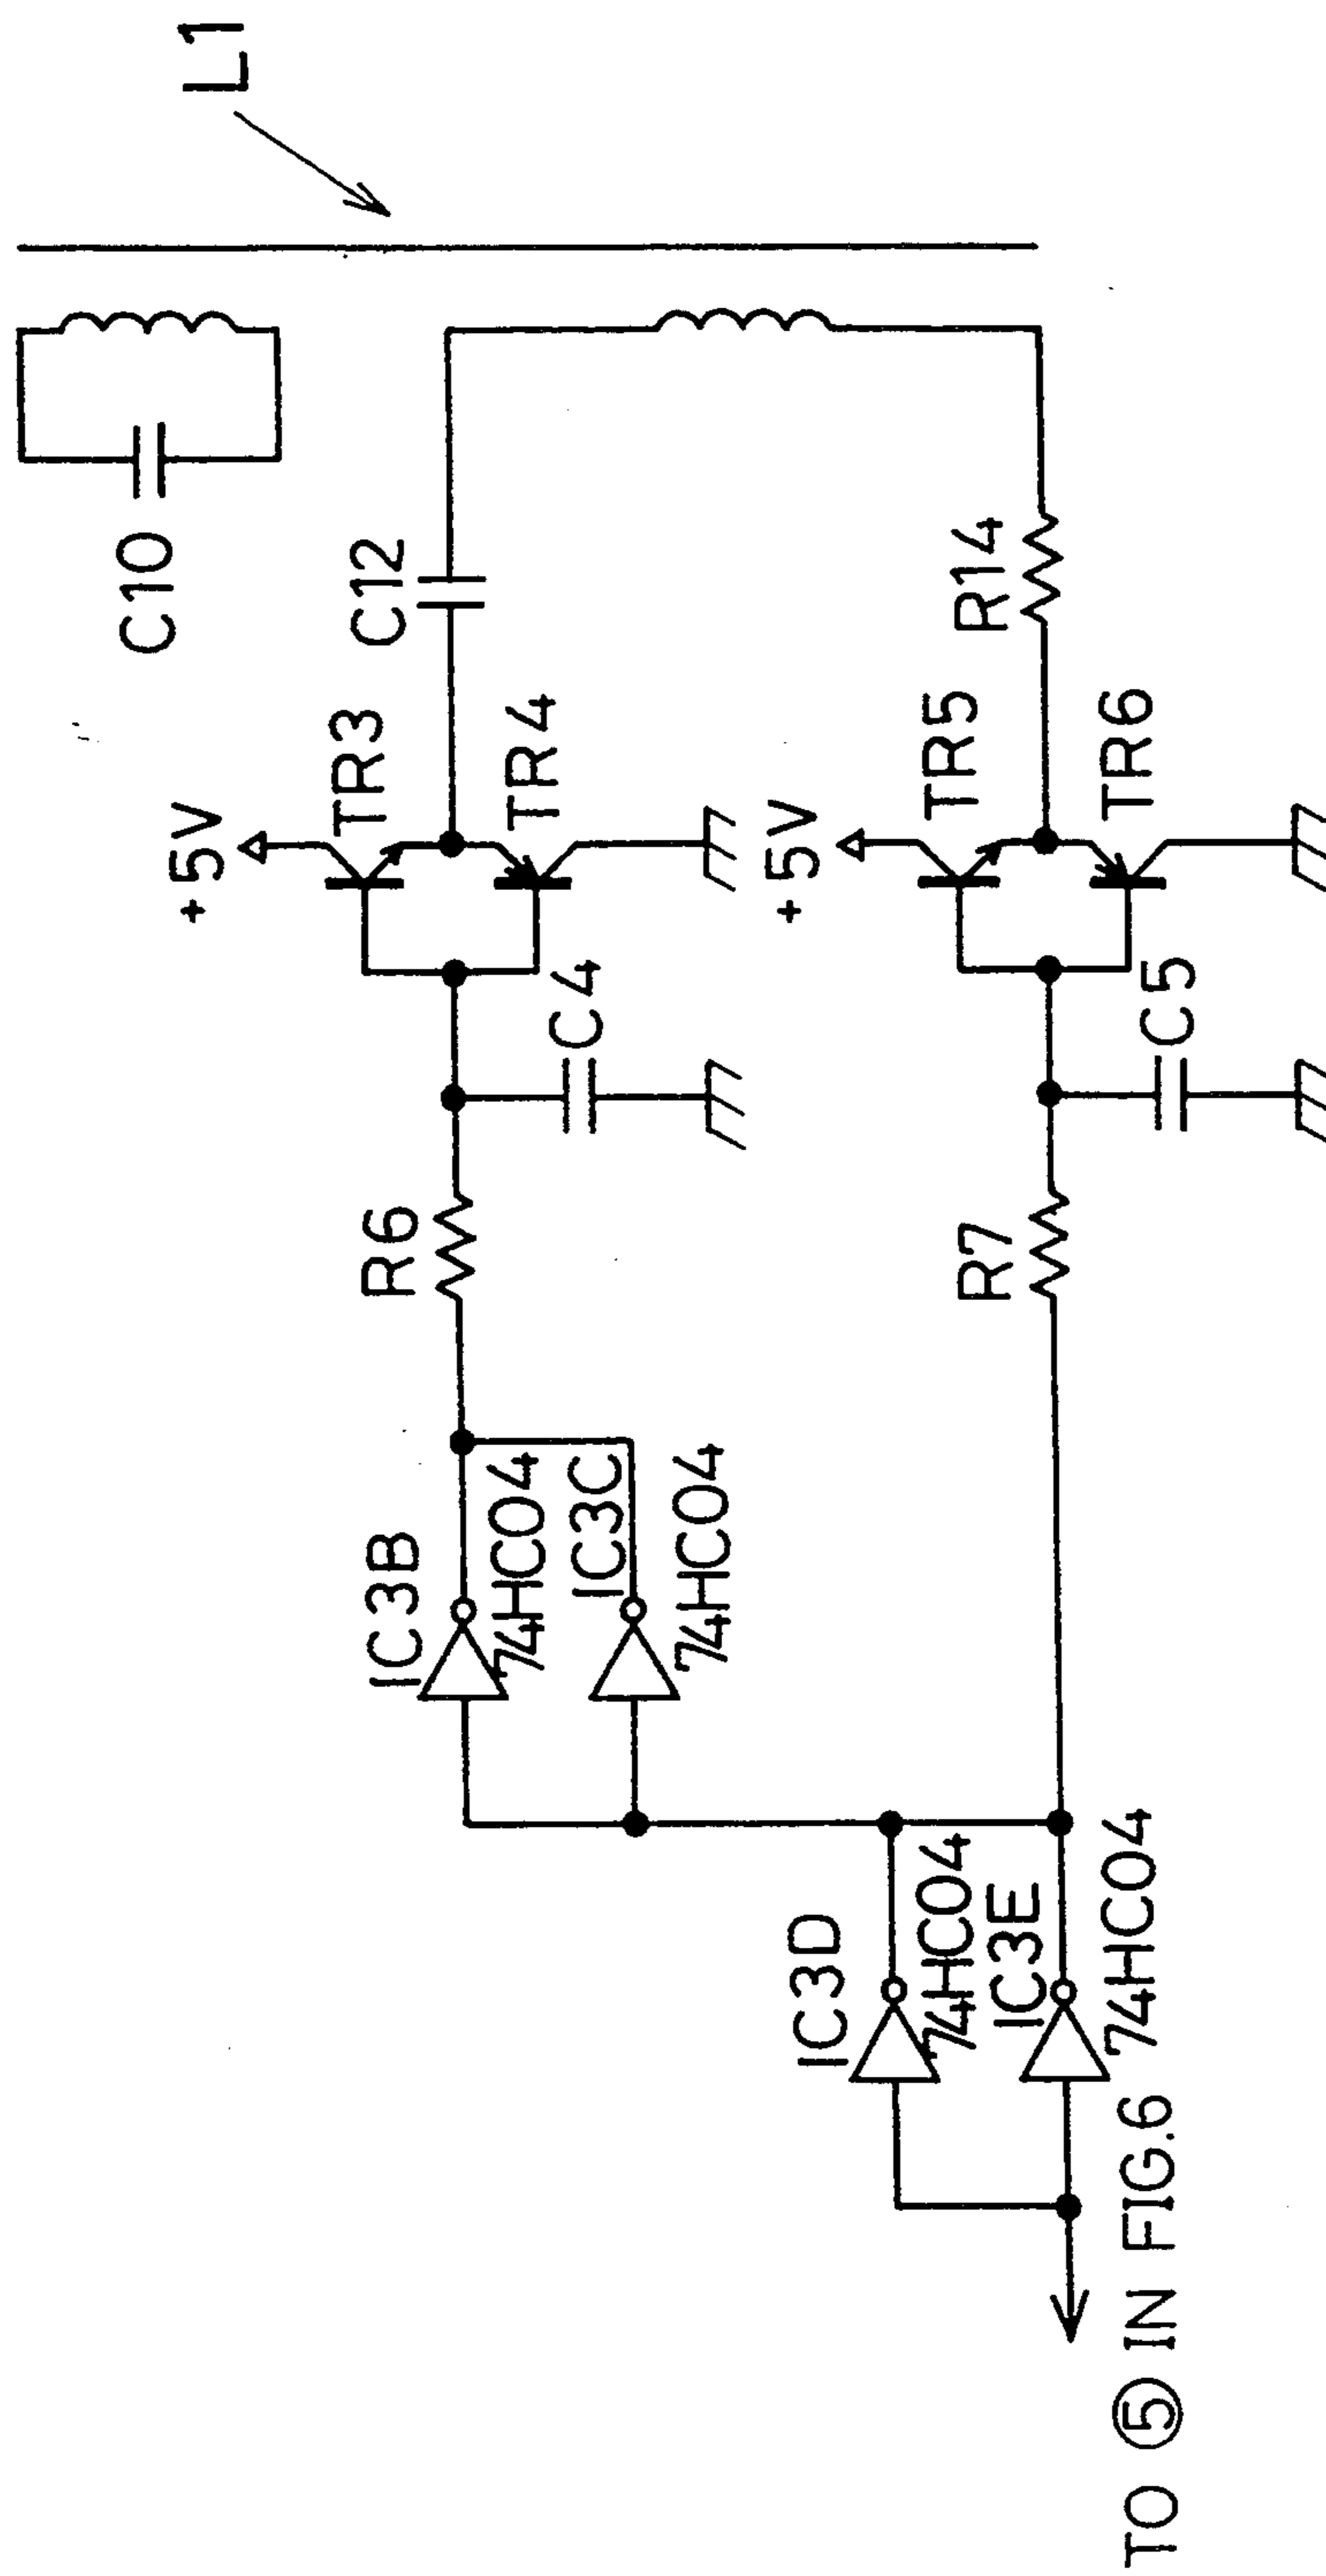 L1
C10
C12
+5V
TR3
TR4
R6
C4
IC3B
74HC04
IC3C
74HC04
+5V
TR5
TR6
R14
R7
C5
IC3D
74HC04
IC3E
74HC04
TO ⑤ IN FIG.6